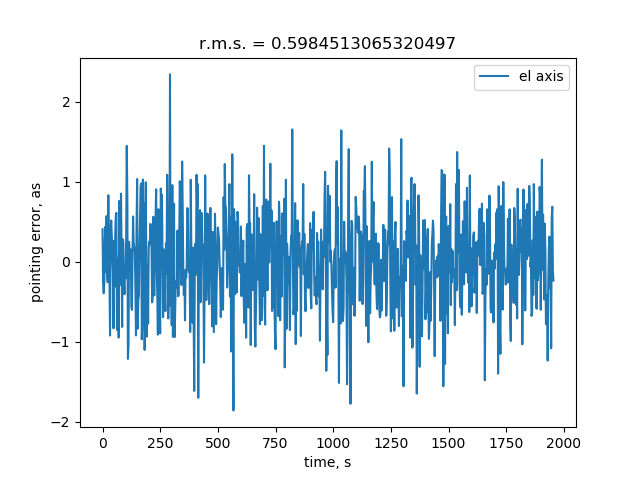 r.m.s. = 0.5984513065320497
el axis
pointing error, as
2
1
0
−1
−2
0 250 500 750 1000 1250 1500 1750 2000
time, s